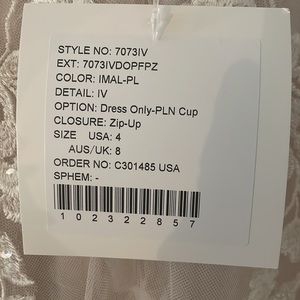 STYLE NO: 7073IV
EXT: 7073IVDOPFPZ
COLOR: IMAL-PL
DETAIL: IV
OPTION: Dress Only-PLN Cup
CLOSURE: Zip-Up
SIZE USA: 4
AUS/UK: 8
ORDER NO: C301485 USA
SPHEM: -
102322857